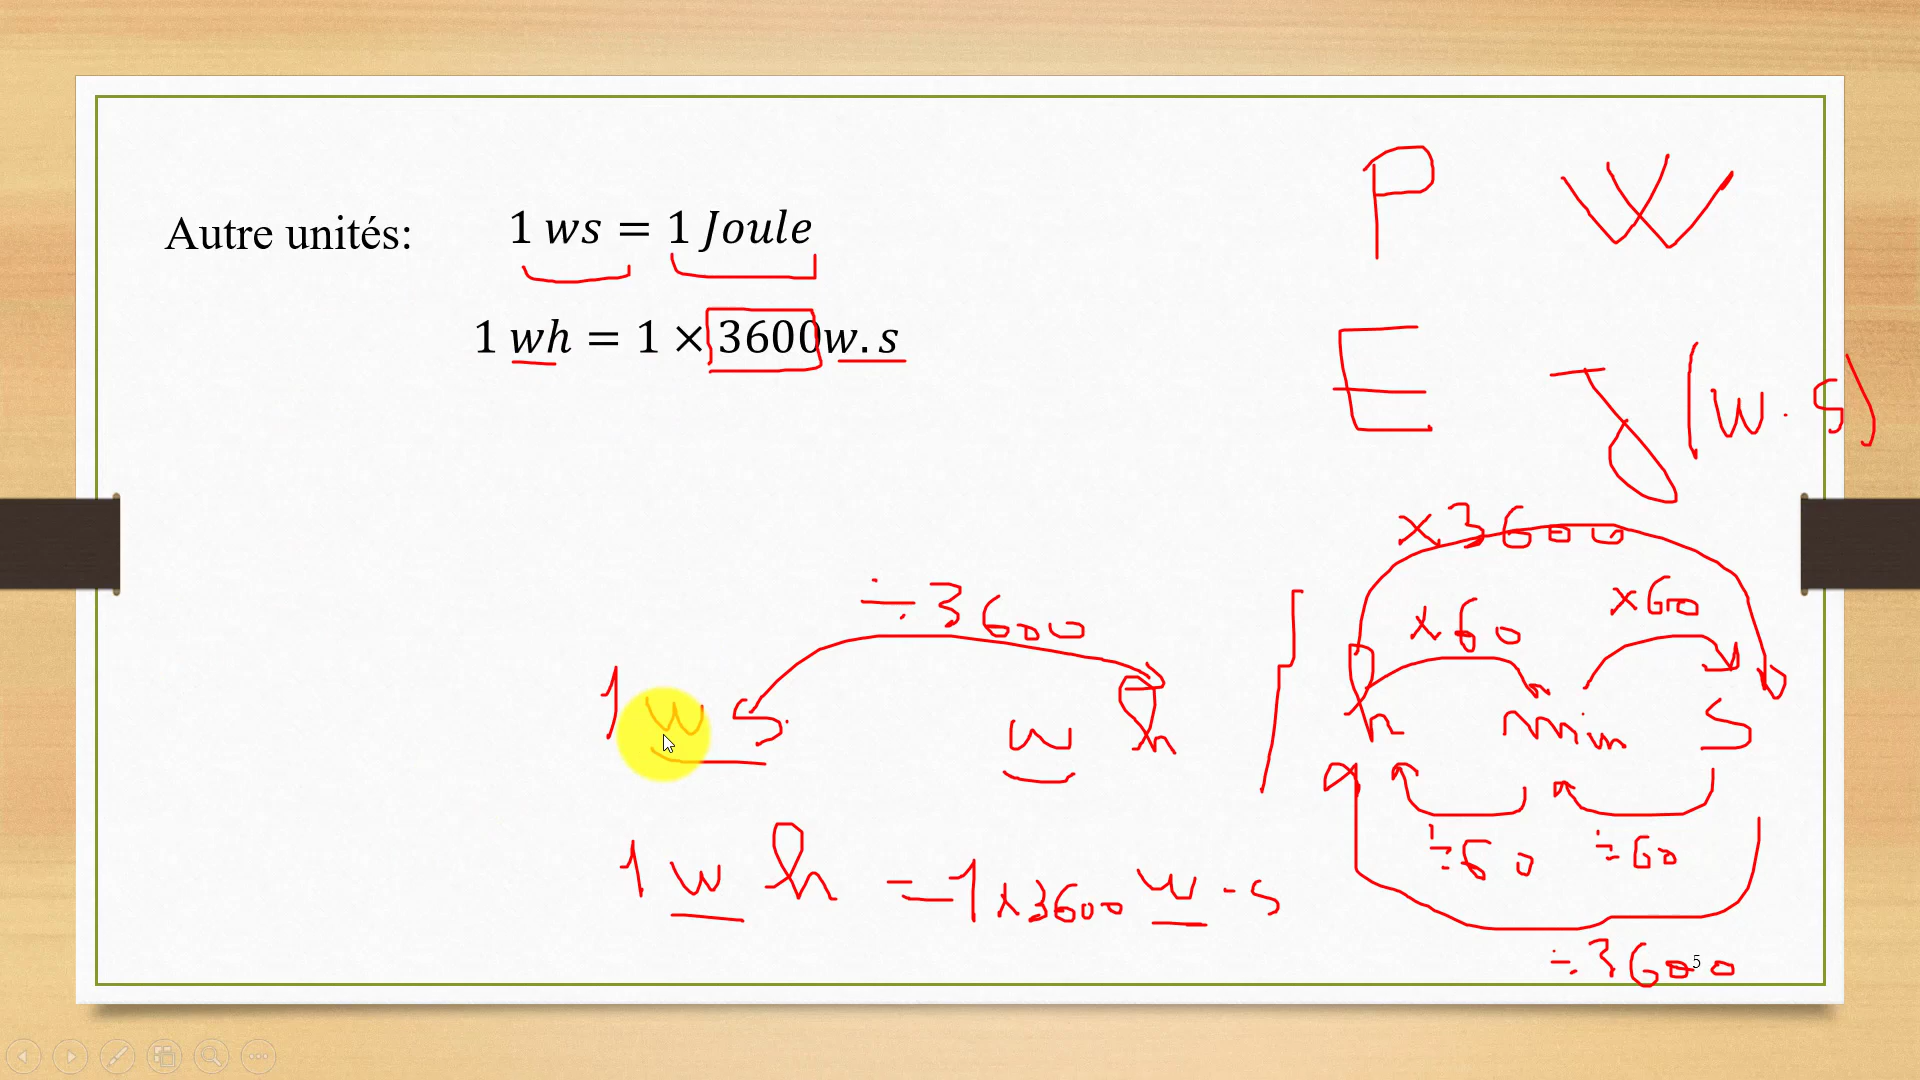 Autre unités: 1 ws = 1 Joule
1 wh = 1 × 3600w.s
P W
E J (W.S)
×3600
×60 ×60
÷3600
1 w s w h
h min S
÷60 ÷60
1 w h = 1×3600 w.s
÷3600
5